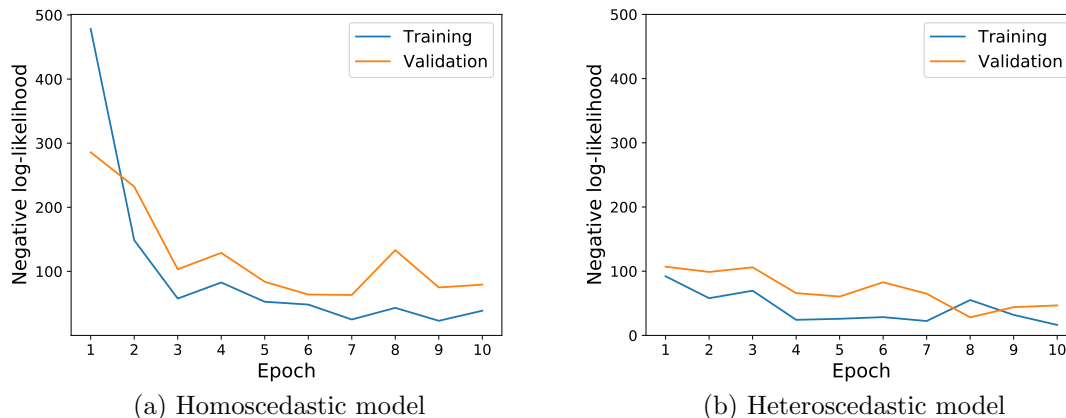 500
400
300
200
100
Negative log-likelihood
Training
Validation
1 2 3 4 5 6 7 8 9 10
Epoch
(a) Homoscedastic model
500
400
300
200
100
0
Negative log-likelihood
Training
Validation
1 2 3 4 5 6 7 8 9 10
Epoch
(b) Heteroscedastic model